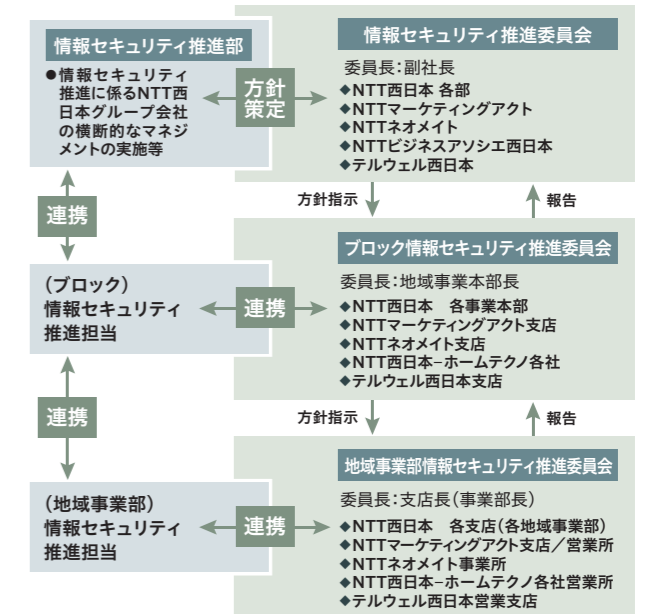 情報セキュリティ推進部
●情報セキュリティ
推進に係るNTT西
日本グループ会社
の横断的なマネジ
メントの実施等
方針
策定
情報セキュリティ推進委員会
委員長：副社長
◆NTT西日本 各部
◆NTTマーケティングアクト
◆NTTネオメイト
◆NTTビジネスアソシエ西日本
◆テルウェル西日本
連携
方針指示
報告
(ブロック)
情報セキュリティ
推進担当
連携
ブロック情報セキュリティ推進委員会
委員長：地域事業本部長
◆NTT西日本　各事業本部
◆NTTマーケティングアクト支店
◆NTTネオメイト支店
◆NTT西日本−ホームテクノ各社
◆テルウェル西日本支店
連携
方針指示
報告
(地域事業部)
情報セキュリティ
推進担当
連携
地域事業部情報セキュリティ推進委員会
委員長：支店長(事業部長)
◆NTT西日本　各支店(各地域事業部)
◆NTTマーケティングアクト支店／営業所
◆NTTネオメイト事業所
◆NTT西日本−ホームテクノ各社営業所
◆テルウェル西日本営業支店